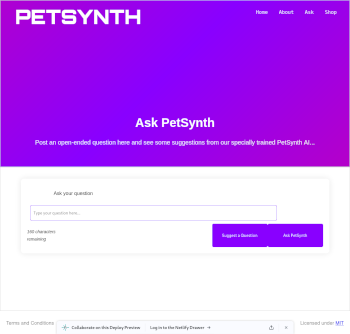 PETSYNTH
Home About Ask Shop
Ask PetSynth
Post an open-ended question here and see some suggestions from our specially trained PetSynth AI...
Ask your question
Type your question here...
160 characters
remaining
Suggest a Question Ask PetSynth
Terms and Conditions
Licensed under MIT
Collaborate on this Deploy Preview Log in to the Netlify Drawer →